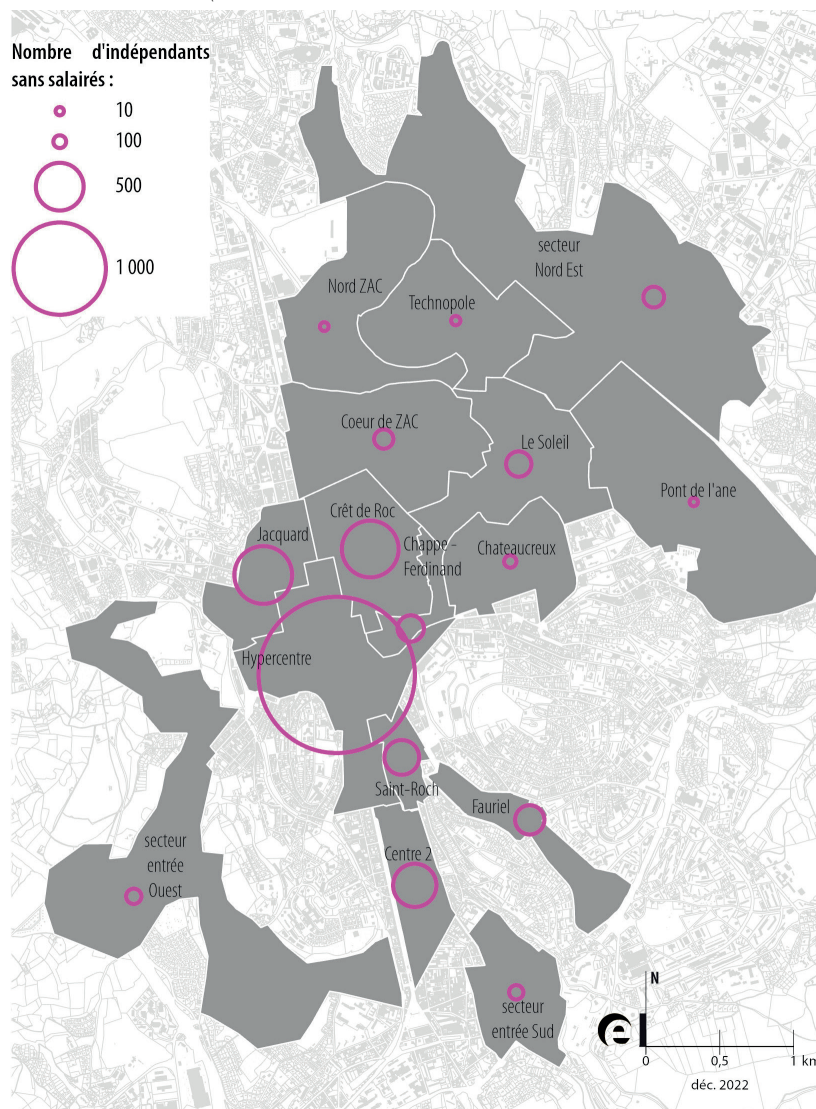 Nombre d'indépendants
sans salairés :
10
100
500
1 000
secteur
Nord Est
Nord ZAC
Technopole
Coeur de ZAC
Le Soleil
Pont de l'ane
Crêt de Roc
Jacquard
Chappe -
Ferdinand
Chateaucreux
Hypercentre
Saint-Roch
Fauriel
secteur
entrée
Ouest
Centre 2
secteur
entrée Sud
N
e
0 0,5 1 km
déc. 2022